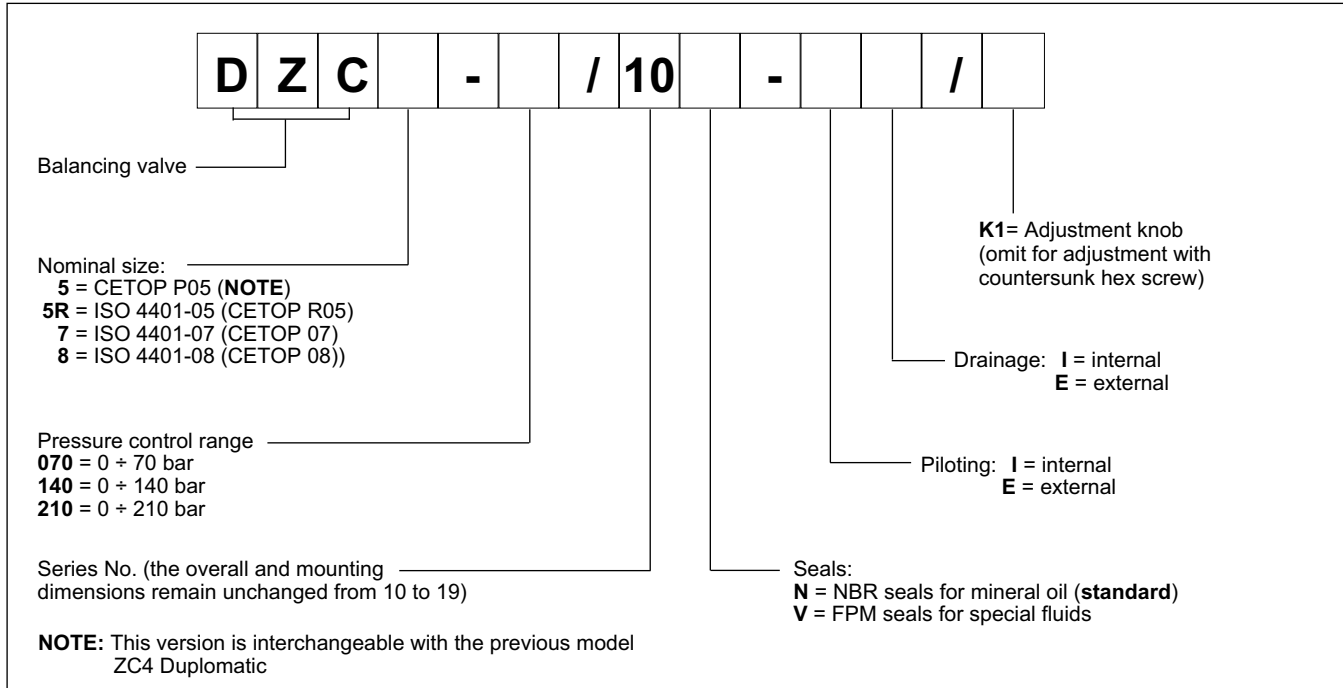 D Z C - / 10 - /
Balancing valve
K1= Adjustment knob
(omit for adjustment with
countersunk hex screw)
Nominal size:
5 = CETOP P05 (NOTE)
5R = ISO 4401-05 (CETOP R05)
7 = ISO 4401-07 (CETOP 07)
8 = ISO 4401-08 (CETOP 08))
Drainage: I = internal
E = external
Pressure control range
070 = 0 ÷ 70 bar
140 = 0 ÷ 140 bar
210 = 0 ÷ 210 bar
Piloting: I = internal
E = external
Series No. (the overall and mounting
dimensions remain unchanged from 10 to 19)
Seals:
N = NBR seals for mineral oil (standard)
V = FPM seals for special fluids
NOTE: This version is interchangeable with the previous model
ZC4 Duplomatic